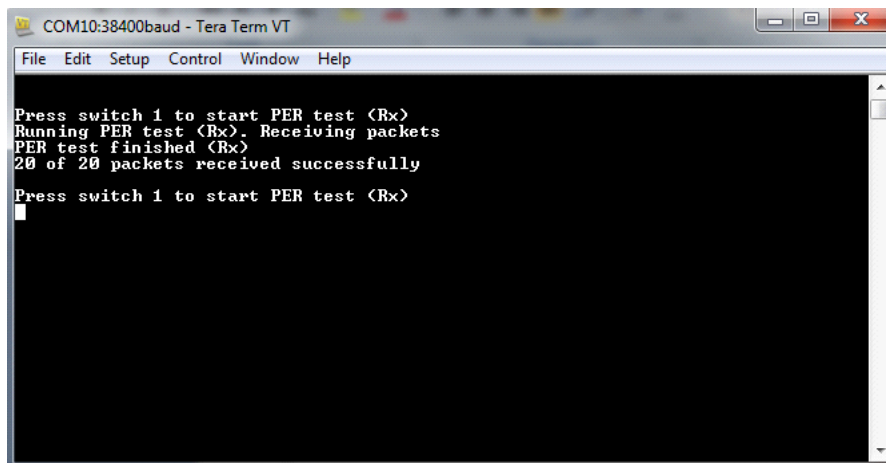 COM10:38400baud - Tera Term VT
File Edit Setup Control Window Help
Press switch 1 to start PER test (Rx)
Running PER test (Rx). Receiving packets
PER test finished (Rx)
20 of 20 packets received successfully
Press switch 1 to start PER test (Rx)